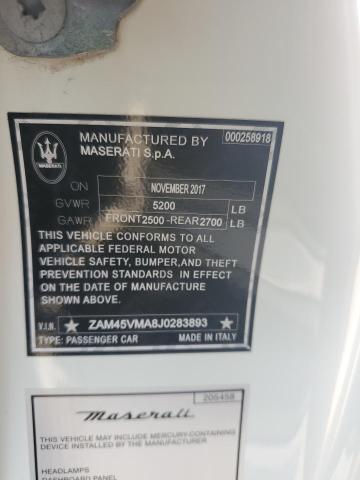 MASERATI
MANUFACTURED BY
MASERATI S.p.A.
000258918
ON NOVEMBER 2017
GVWR 5200 LB
GAWR FRONT2500-REAR2700 LB
THIS VEHICLE CONFORMS TO ALL
APPLICABLE FEDERAL MOTOR
VEHICLE SAFETY, BUMPER,AND THEFT
PREVENTION STANDARDS IN EFFECT
ON THE DATE OF MANUFACTURE
SHOWN ABOVE.
V.I.N. ★ ZAM45VMA8J0283893 ★
TYPE: PASSENGER CAR MADE IN ITALY
205458
Maserati
THIS VEHICLE MAY INCLUDE MERCURY-CONTAINING
DEVICE INSTALLED BY THE MANUFACTURER
HEADLAMPS
DASHBOARD PANEL